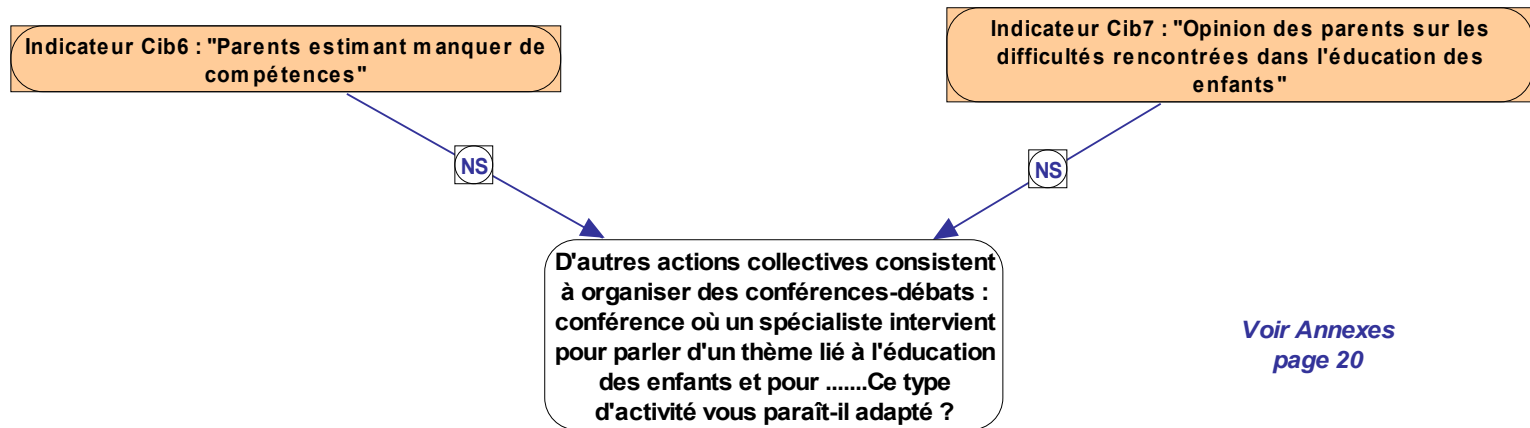 Indicateur Cib6 : "Parents estimant manquer de
compétences"
Indicateur Cib7 : "Opinion des parents sur les
difficultés rencontrées dans l'éducation des
enfants"
NS
NS
D'autres actions collectives consistent
à organiser des conférences-débats :
conférence où un spécialiste intervient
pour parler d'un thème lié à l'éducation
des enfants et pour .......Ce type
d'activité vous paraît-il adapté ?
Voir Annexes
page 20